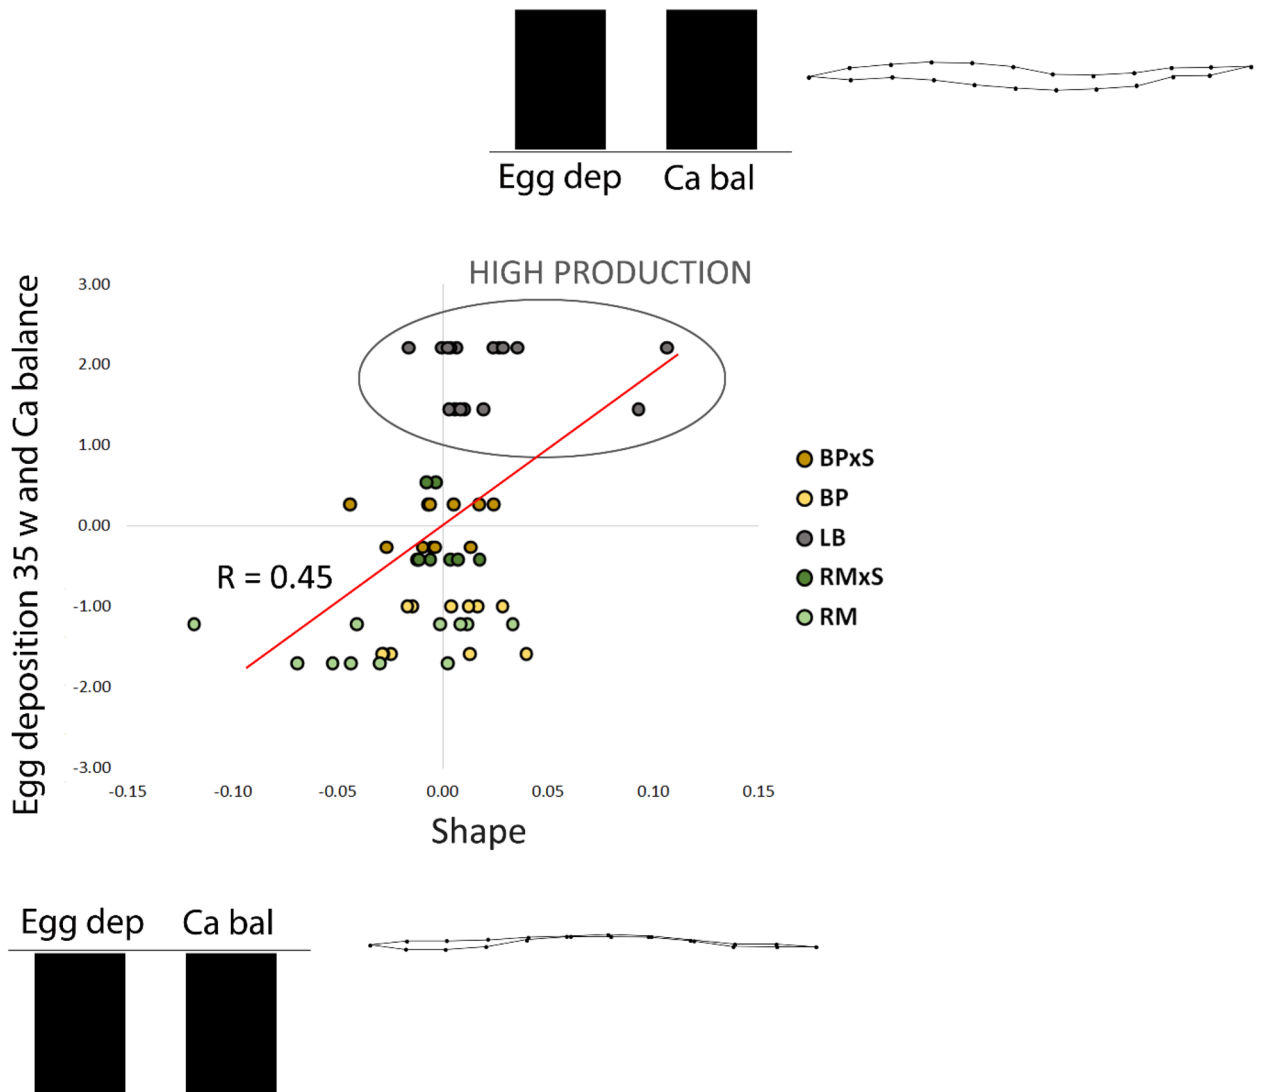 Egg dep Ca bal
HIGH PRODUCTION
Egg deposition 35 w and Ca balance
3.00
2.00
1.00
0.00
-1.00
-2.00
-3.00
R = 0.45
-0.15 -0.10 -0.05 0.00 0.05 0.10 0.15
Shape
BPxS
BP
LB
RMxS
RM
Egg dep Ca bal